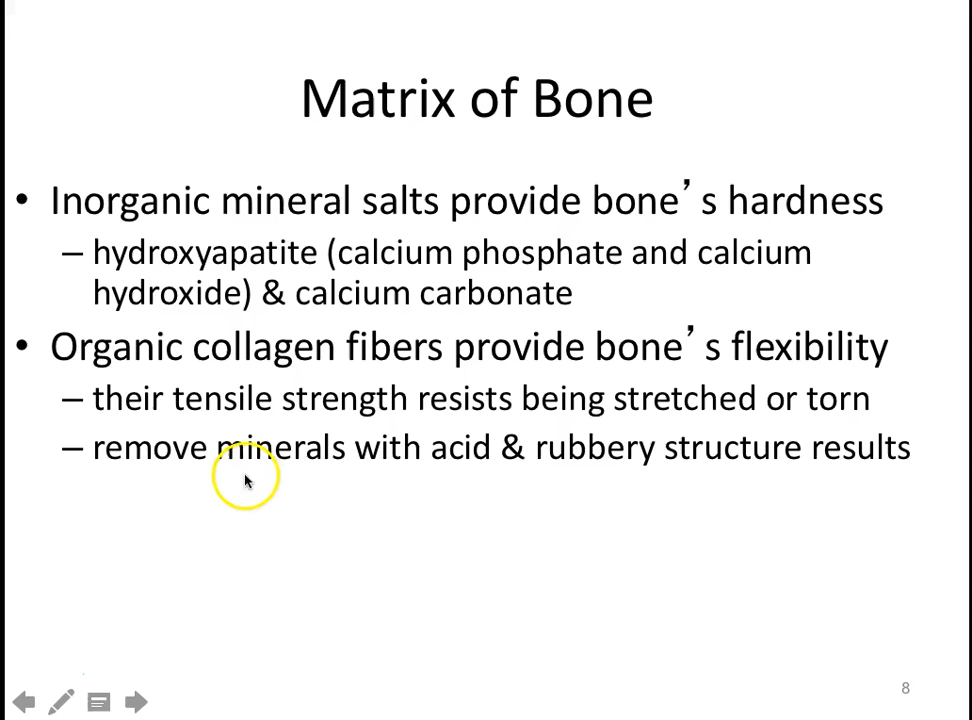 Matrix of Bone
• Inorganic mineral salts provide bone’s hardness
– hydroxyapatite (calcium phosphate and calcium
hydroxide) & calcium carbonate
• Organic collagen fibers provide bone’s flexibility
– their tensile strength resists being stretched or torn
– remove minerals with acid & rubbery structure results
8